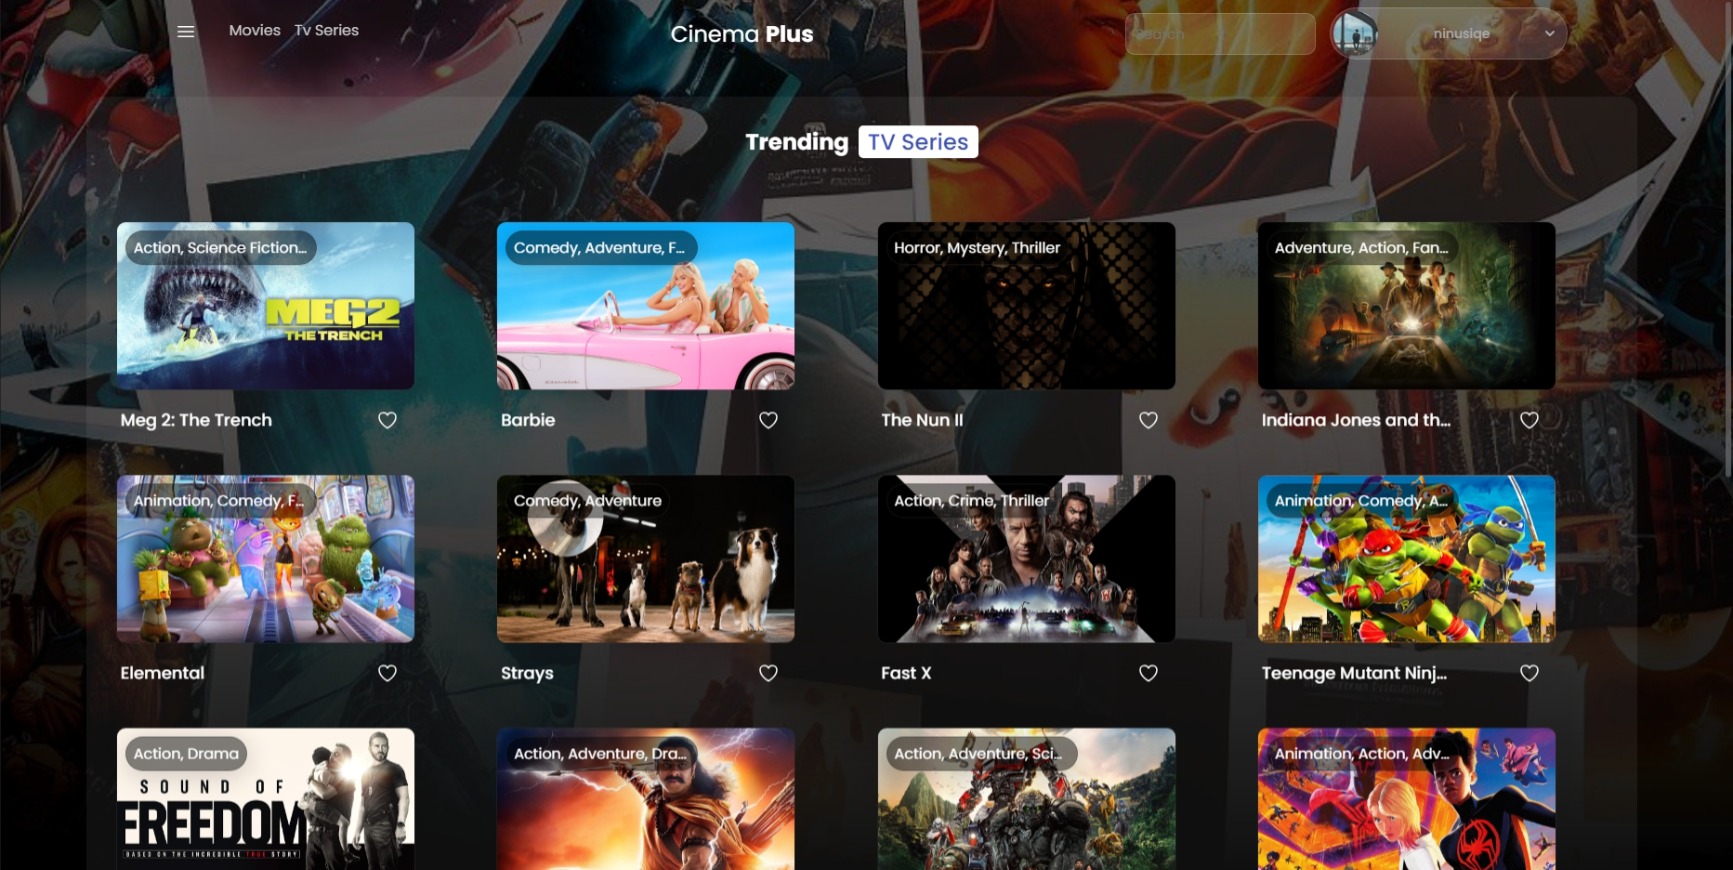 Movies Tv Series Cinema Plus Search ninusiqe
Trending TV Series
Action, Science Fiction...
Comedy, Adventure, F...
Horror, Mystery, Thriller
Adventure, Action, Fan...
MEG2
THE TRENCH
Meg 2: The Trench
Barbie
The Nun II
Indiana Jones and th...
Animation, Comedy, F...
Comedy, Adventure
Action, Crime, Thriller
Animation, Comedy, A...
Elemental
Strays
Fast X
Teenage Mutant Ninj...
Action, Drama
Action, Adventure, Dra...
Action, Adventure, Sci...
Animation, Action, Adv...
SOUND OF
FREEDOM
BASED ON THE INCREDIBLE TRUE STORY